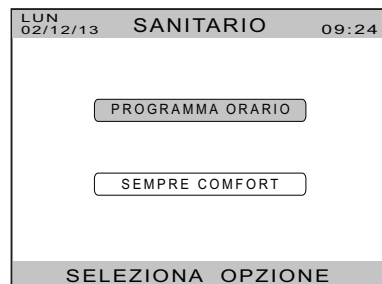 LUN
02/12/13 SANITARIO 09:24
PROGRAMMA ORARIO
SEMPRE COMFORT
SELEZIONA OPZIONE